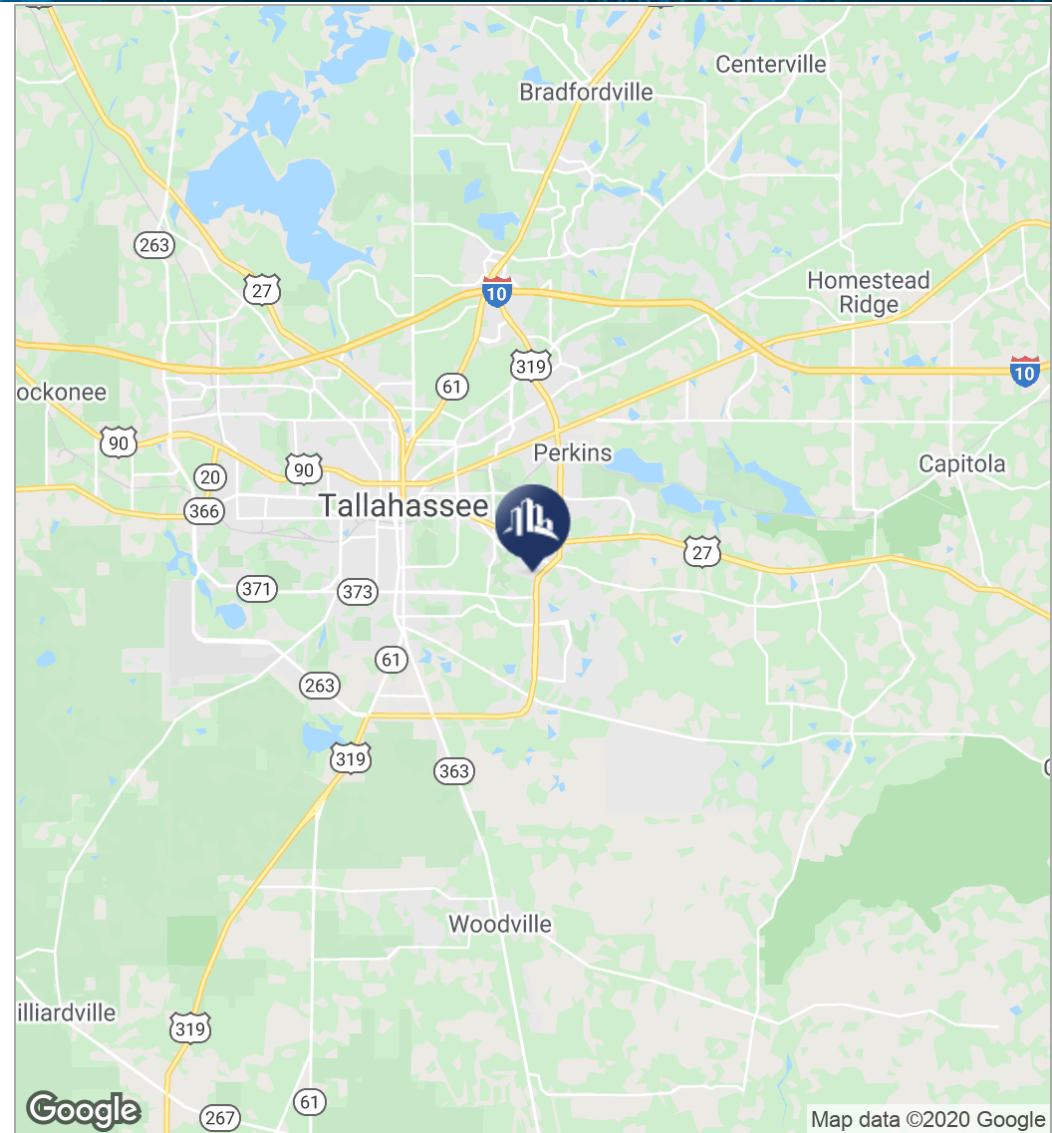 Centerville
Bradfordville
263
27
10
Homestead
Ridge
319
10
61
ockonee
90
Perkins
20
90
Capitola
366
Tallahassee
27
371
373
61
263
319
363
Woodville
illiardville
319
61
267
Google
Map data ©2020 Google